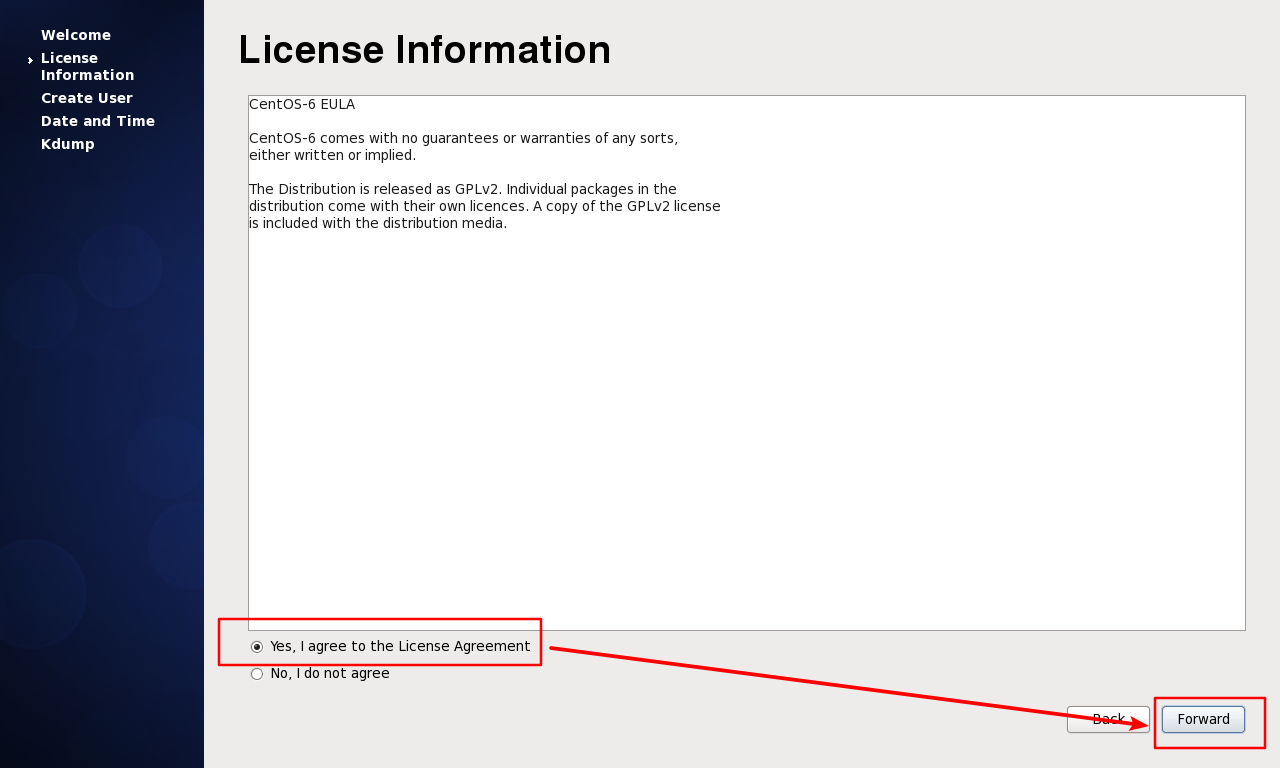 Welcome
License
Information
Create User
Date and Time
Kdump
License Information
CentOS-6 EULA
CentOS-6 comes with no guarantees or warranties of any sorts,
either written or implied.
The Distribution is released as GPLv2. Individual packages in the
distribution come with their own licences. A copy of the GPLv2 license
is included with the distribution media.
Yes, I agree to the License Agreement
No, I do not agree
Back
Forward